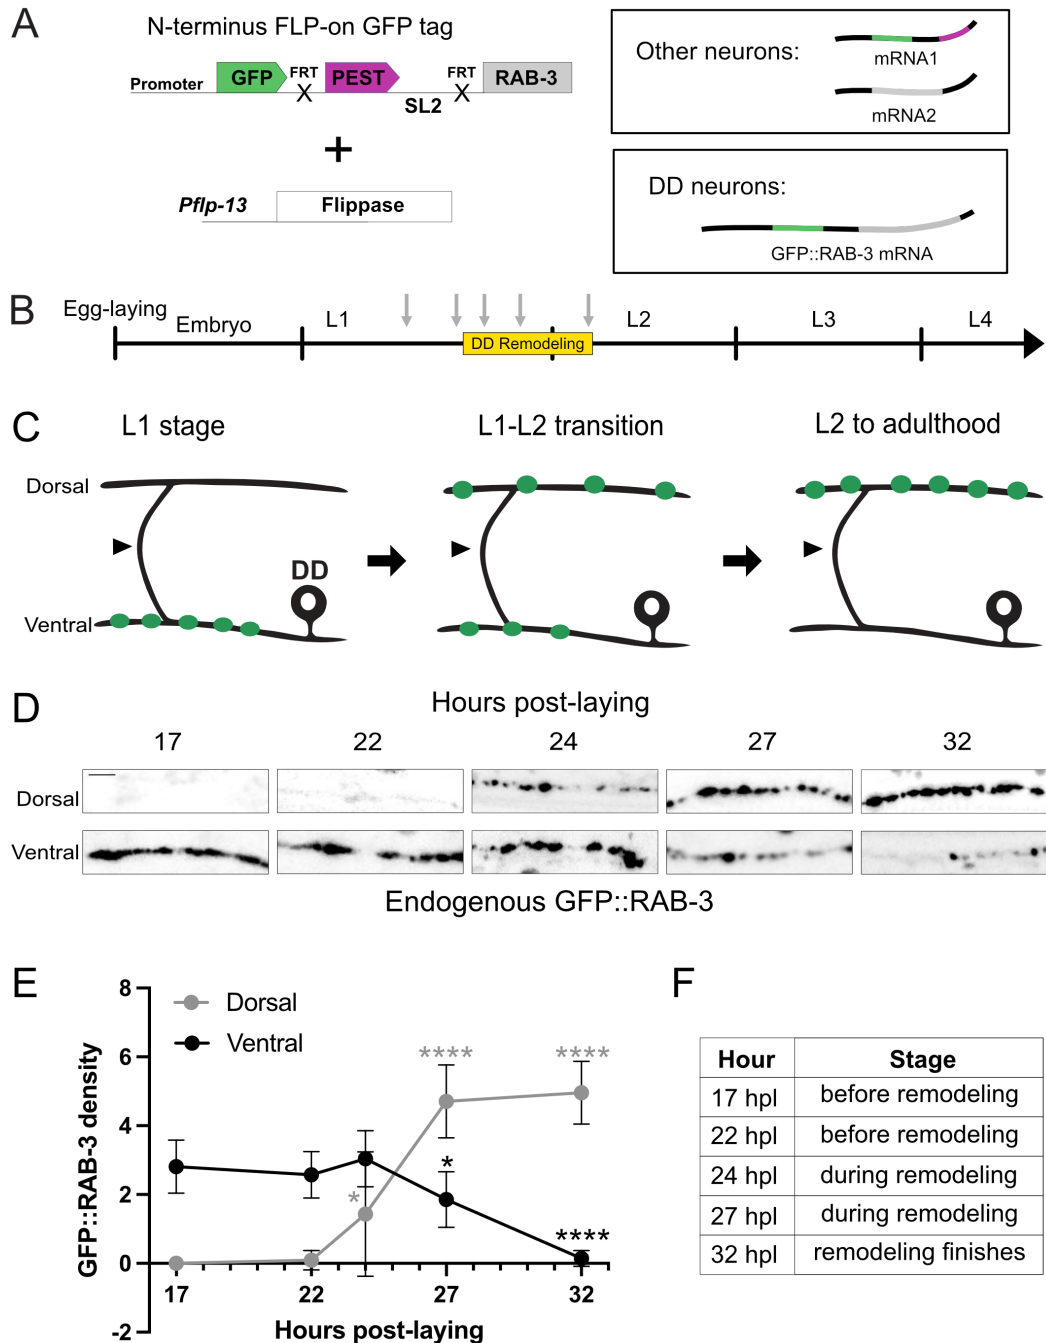 A
N-terminus FLP-on GFP tag
Promoter GFP FRT X PEST SL2 FRT X RAB-3
+
Pflp-13 Flippase
Other neurons:
mRNA1
mRNA2
DD neurons:
GFP::RAB-3 mRNA
B
Egg-laying
Embryo
L1
L2
L3
L4
DD Remodeling
C
L1 stage
L1-L2 transition
L2 to adulthood
Dorsal
DD
Ventral
D
Hours post-laying
17 22 24 27 32
Dorsal
Ventral
Endogenous GFP::RAB-3
E
GFP::RAB-3 density
8
6
4
2
0
-2
Dorsal
Ventral
*
****
*
****
****
17 22 27 32
Hours post-laying
F
Hour Stage
17 hpl before remodeling
22 hpl before remodeling
24 hpl during remodeling
27 hpl during remodeling
32 hpl remodeling finishes